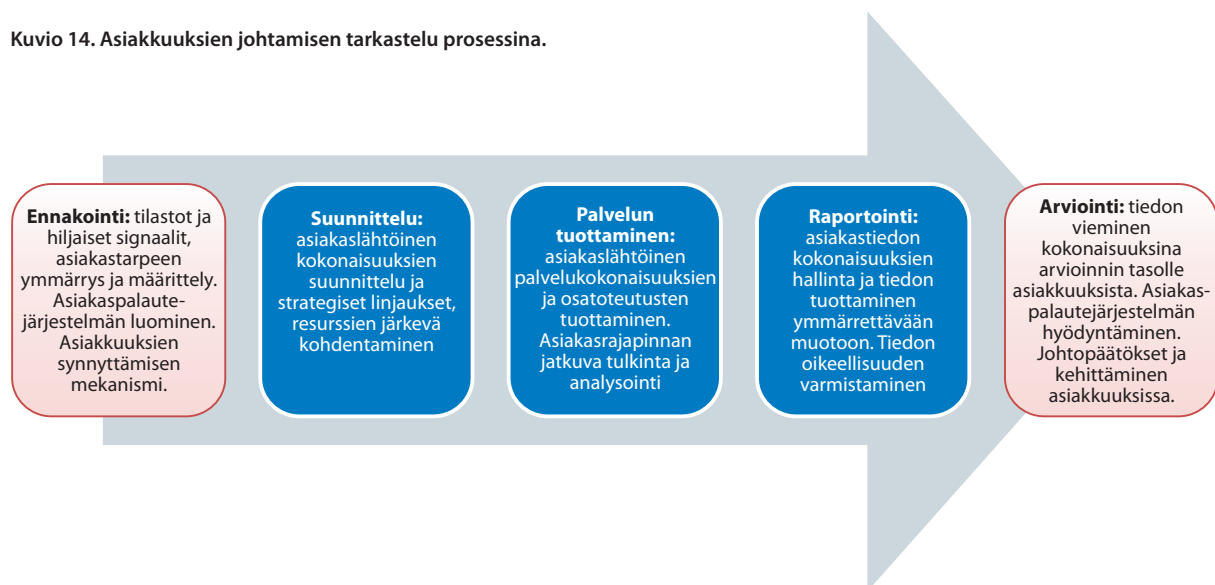 Kuvio 14. Asiakkuuksien johtamisen tarkastelu prosessina.
Ennakointi: tilastot ja
hiljaiset signaalit,
asiakastarpeen
ymmärrys ja määrittely.
Asiakaspalaute-
järjestelmän luominen.
Asiakkuuksien
synnyttämisen
mekanismi.
Suunnittelu:
asiakaslähtöinen
kokonaisuuksien
suunnittelu ja
strategiset linjaukset,
resurssien järkevä
kohdentaminen
Palvelun
tuottaminen:
asiakaslähtöinen
palvelukokonaisuuksien
ja osatoteutusten
tuottaminen.
Asiakasrajapinnan
jatkuva tulkinta ja
analysointi
Raportointi:
asiakastiedon
kokonaisuuksien
hallinta ja tiedon
tuottaminen
ymmärrettävään
muotoon. Tiedon
oikeellisuuden
varmistaminen
Arviointi: tiedon
vieminen
kokonaisuuksina
arvioinnin tasolle
asiakkuuksista. Asiakas-
palautejärjestelmän
hyödyntäminen.
Johtopäätökset ja
kehittäminen
asiakkuuksissa.